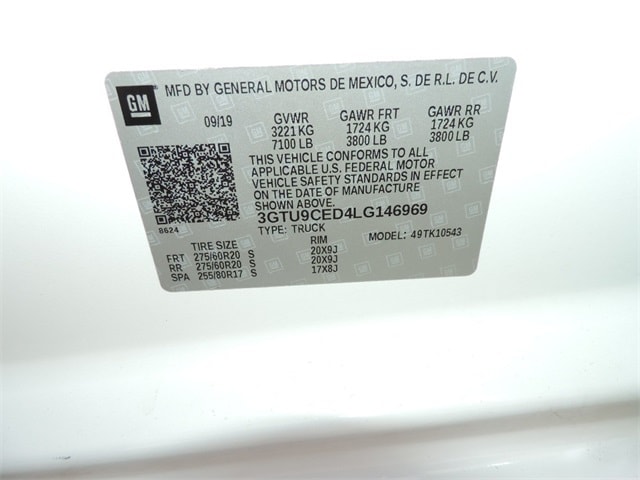 GM
MFD BY GENERAL MOTORS DE MEXICO, S. DE R.L. DE C.V.
09/19 GVWR GAWR FRT GAWR RR
3221 KG 1724 KG 1724 KG
7100 LB 3800 LB 3800 LB
THIS VEHICLE CONFORMS TO ALL
APPLICABLE U.S. FEDERAL MOTOR
VEHICLE SAFETY STANDARDS IN EFFECT
ON THE DATE OF MANUFACTURE
SHOWN ABOVE.
3GTU9CED4LG146969
8624
TYPE: TRUCK MODEL: 49TK10543
TIRE SIZE RIM
FRT 275/60R20 S 20X9J
RR 275/60R20 S 20X9J
SPA 255/80R17 S 17X8J